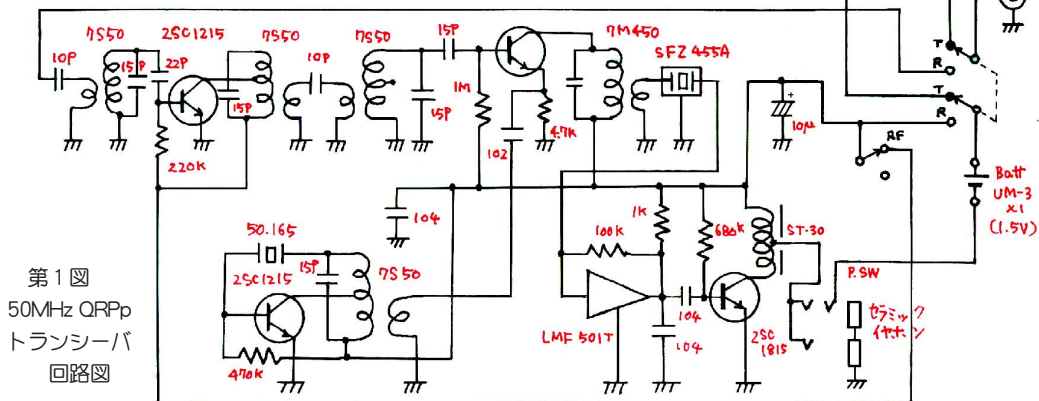 7S50
2SC1215
7S50
7S50
15P
7M450
SFZ 455A
10P
15P
22P
10P
1M
T
R
15P
15P
4.7K
102
10μ
+
T
R
RF
220K
Batt
UM-3
×1
(1.5V)
104
50.165
2SC1215
15P
7S50
470K
1K
100K
680K
ST-30
P.SW
LMF 501T
104
104
2SC
1815
セラミック
イヤホン
第1図
50MHz QRPp
トランシーバ
回路図